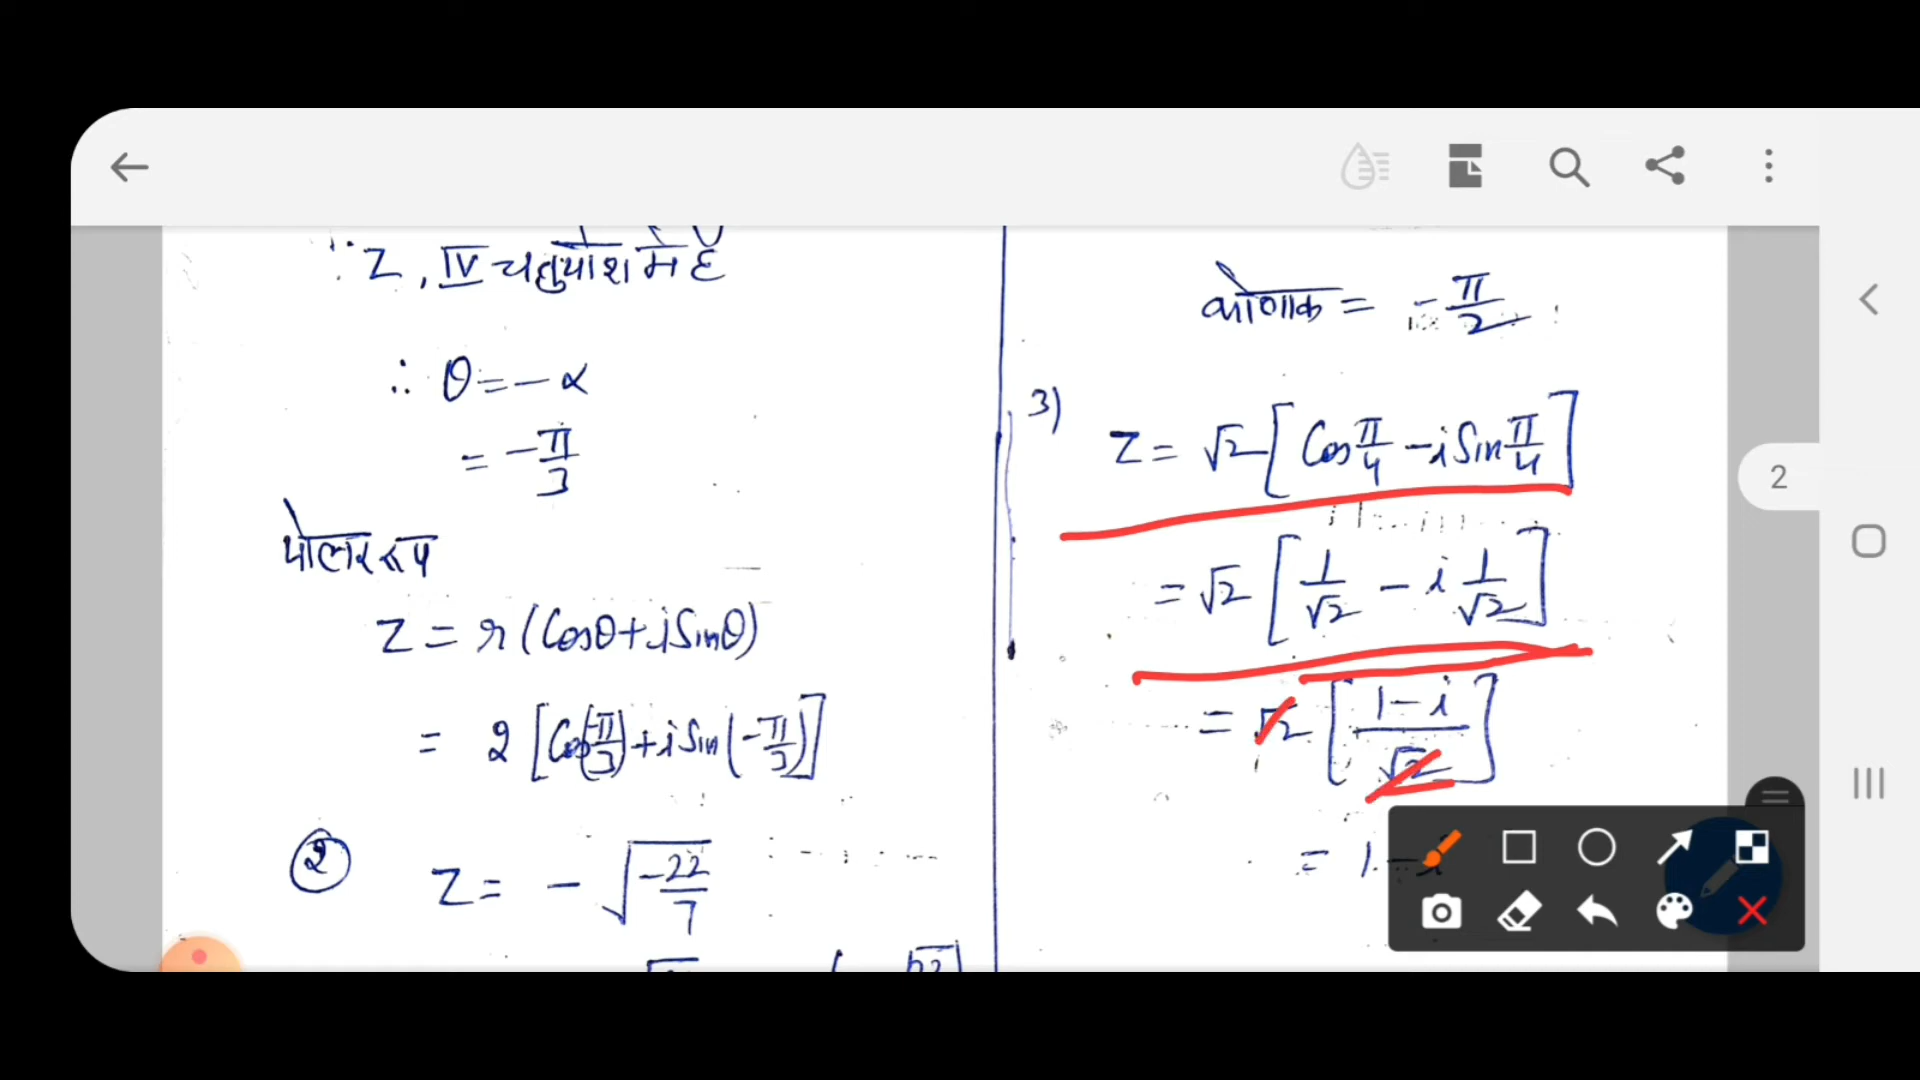 ∵ Z, IV चतुर्थांश में है
∴ θ = - α
= - π/3
पोलर रूप
Z = r (Cosθ + i Sinθ)
= 2 [Cos(-π/3) + i Sin(-π/3)]
② Z = - √(-22/7)
कोणांक = - π/2
3) Z = √2 [Cos π/4 - i Sin π/4]
= √2 [1/√2 - i 1/√2]
= √2 [(1 - i)/√2]
= 1 - i
2